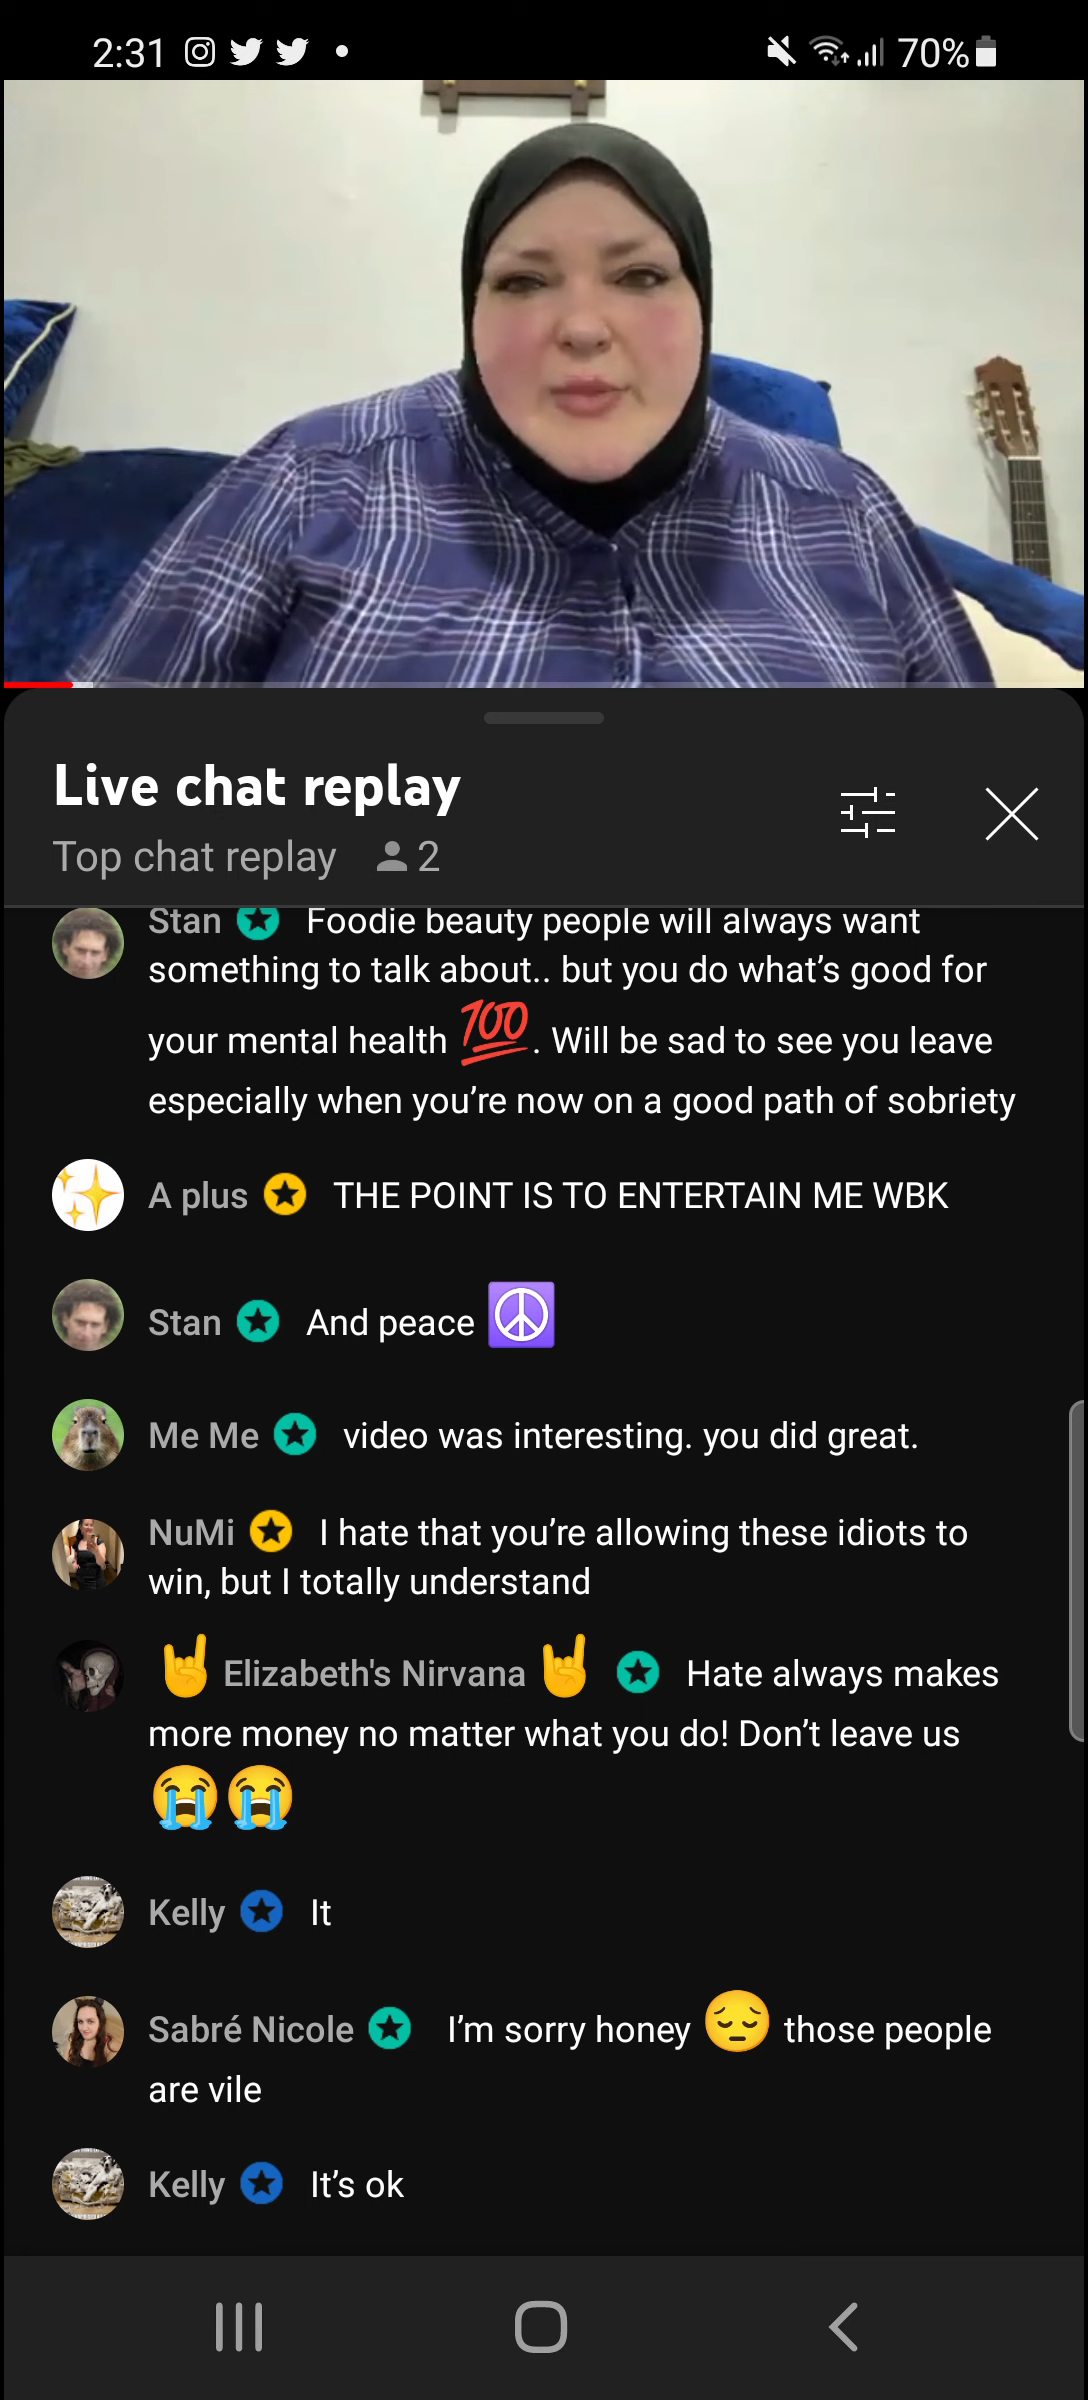 2:31 70%
Live chat replay
Top chat replay 2
Stan Foodie beauty people will always want
something to talk about.. but you do what’s good for
your mental health 💯. Will be sad to see you leave
especially when you’re now on a good path of sobriety
A plus THE POINT IS TO ENTERTAIN ME WBK
Stan And peace ☮️
Me Me video was interesting. you did great.
NuMi I hate that you’re allowing these idiots to
win, but I totally understand
🤘Elizabeth's Nirvana🤘 Hate always makes
more money no matter what you do! Don’t leave us
😭😭
Kelly It
Sabré Nicole I’m sorry honey 😔 those people
are vile
Kelly It’s ok